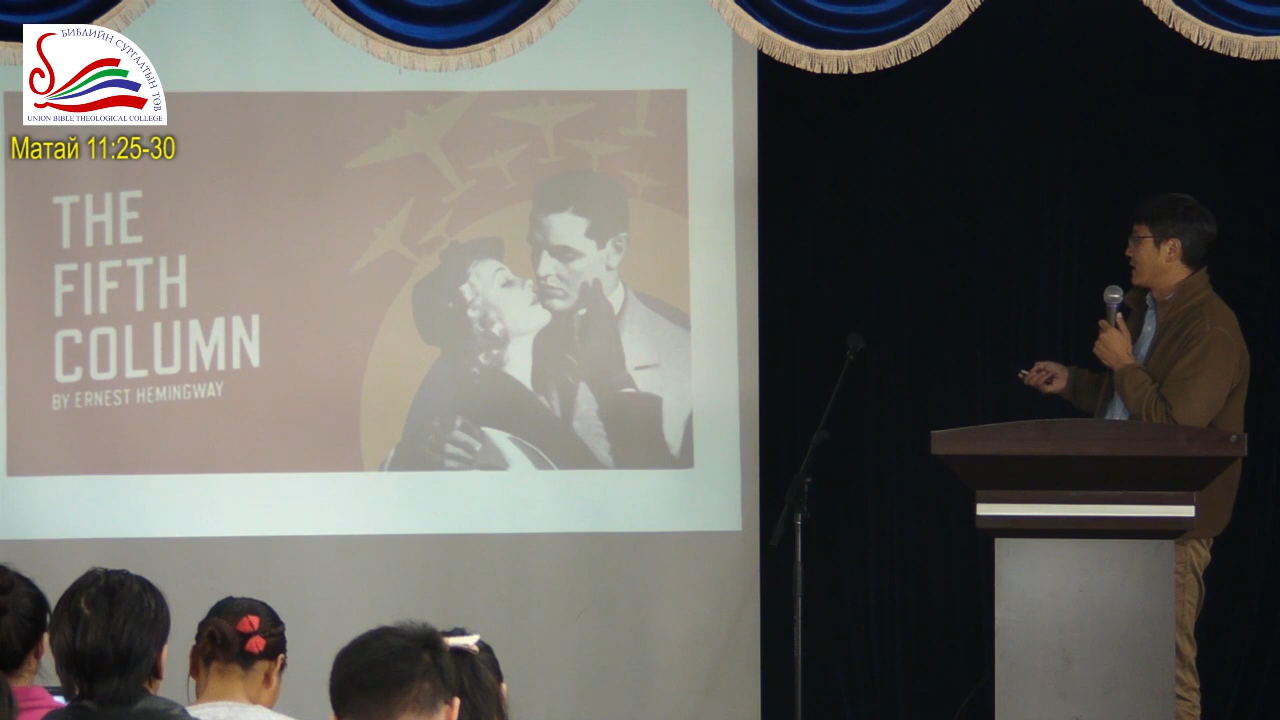 БИБЛИЙН СУРГАЛТЫН ТӨВ
UNION BIBLE THEOLOGICAL COLLEGE
Матай 11:25-30
THE
FIFTH
COLUMN
BY ERNEST HEMINGWAY